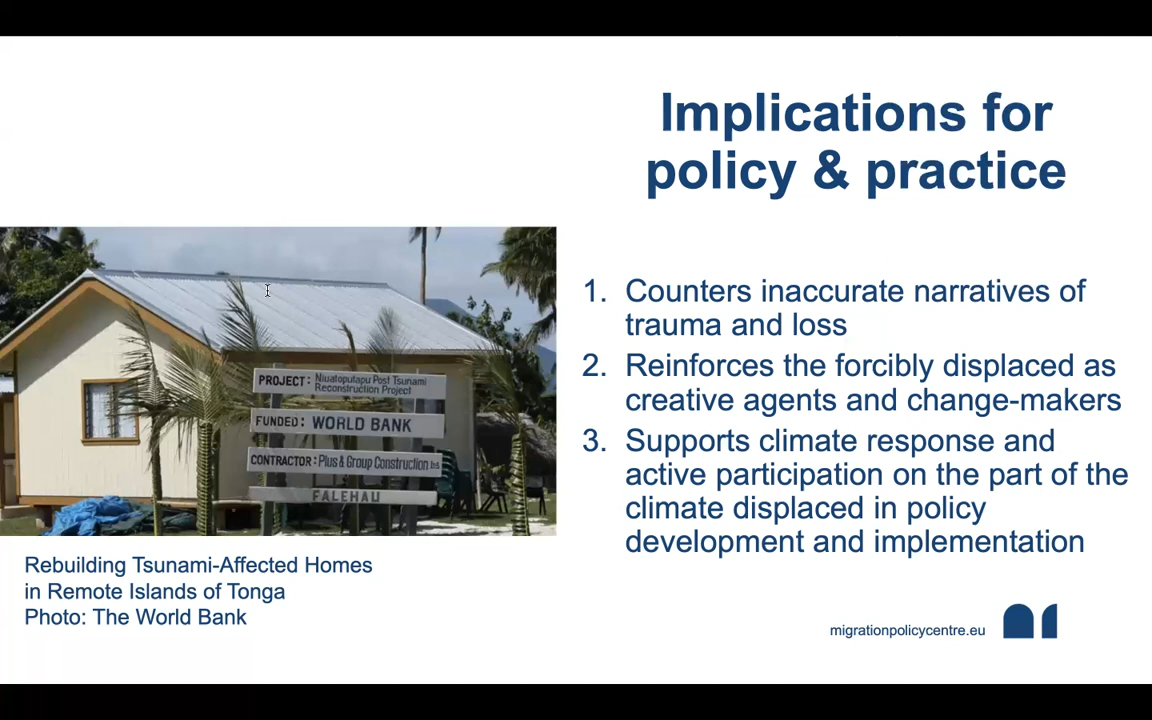 Implications for
policy & practice
PROJECT: Niuatoputapu Post Tsunami
Reconstruction Project
FUNDED: WORLD BANK
CONTRACTOR: Plus & Group Construction ltd.
FALEHAU
Rebuilding Tsunami-Affected Homes
in Remote Islands of Tonga
Photo: The World Bank
1. Counters inaccurate narratives of
trauma and loss
2. Reinforces the forcibly displaced as
creative agents and change-makers
3. Supports climate response and
active participation on the part of the
climate displaced in policy
development and implementation
migrationpolicycentre.eu